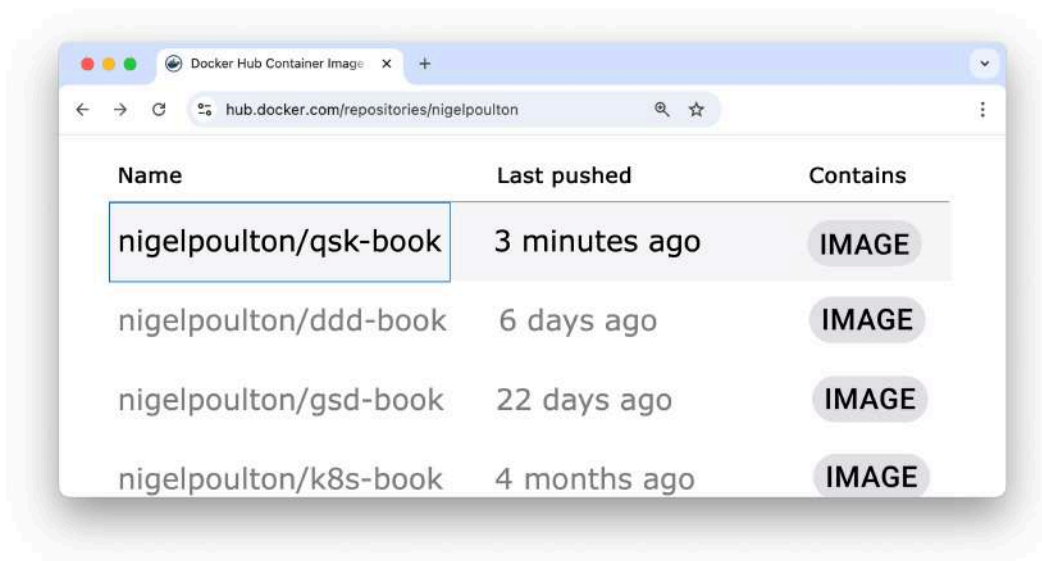 Docker Hub Container Image
hub.docker.com/repositories/nigelpoulton
Name Last pushed Contains
nigelpoulton/qsk-book 3 minutes ago IMAGE
nigelpoulton/ddd-book 6 days ago IMAGE
nigelpoulton/gsd-book 22 days ago IMAGE
nigelpoulton/k8s-book 4 months ago IMAGE